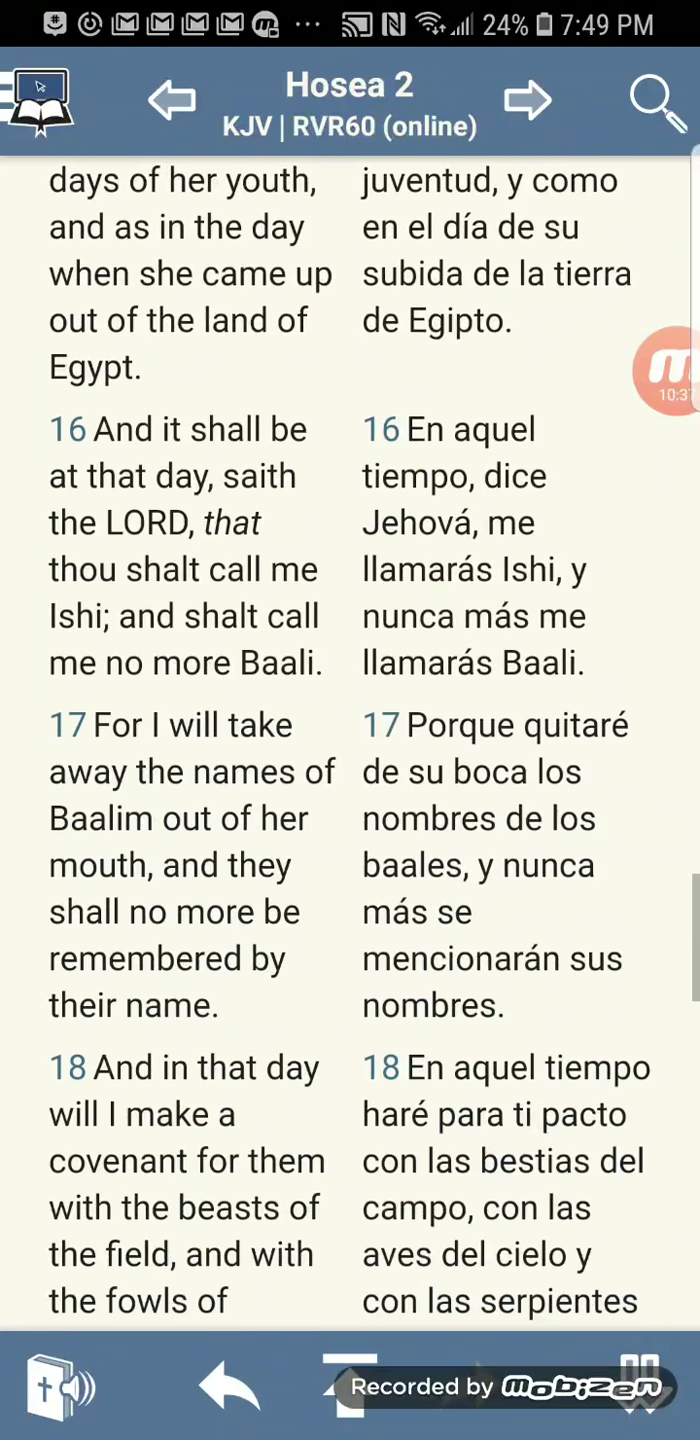 24% 7:49 PM
Hosea 2
KJV | RVR60 (online)
days of her youth,
and as in the day
when she came up
out of the land of
Egypt.
16 And it shall be
at that day, saith
the LORD, that
thou shalt call me
Ishi; and shalt call
me no more Baali.
17 For I will take
away the names of
Baalim out of her
mouth, and they
shall no more be
remembered by
their name.
18 And in that day
will I make a
covenant for them
with the beasts of
the field, and with
the fowls of
juventud, y como
en el día de su
subida de la tierra
de Egipto.
16 En aquel
tiempo, dice
Jehová, me
llamarás Ishi, y
nunca más me
llamarás Baali.
17 Porque quitaré
de su boca los
nombres de los
baales, y nunca
más se
mencionarán sus
nombres.
18 En aquel tiempo
haré para ti pacto
con las bestias del
campo, con las
aves del cielo y
con las serpientes
m
10:37
Recorded by mobizen